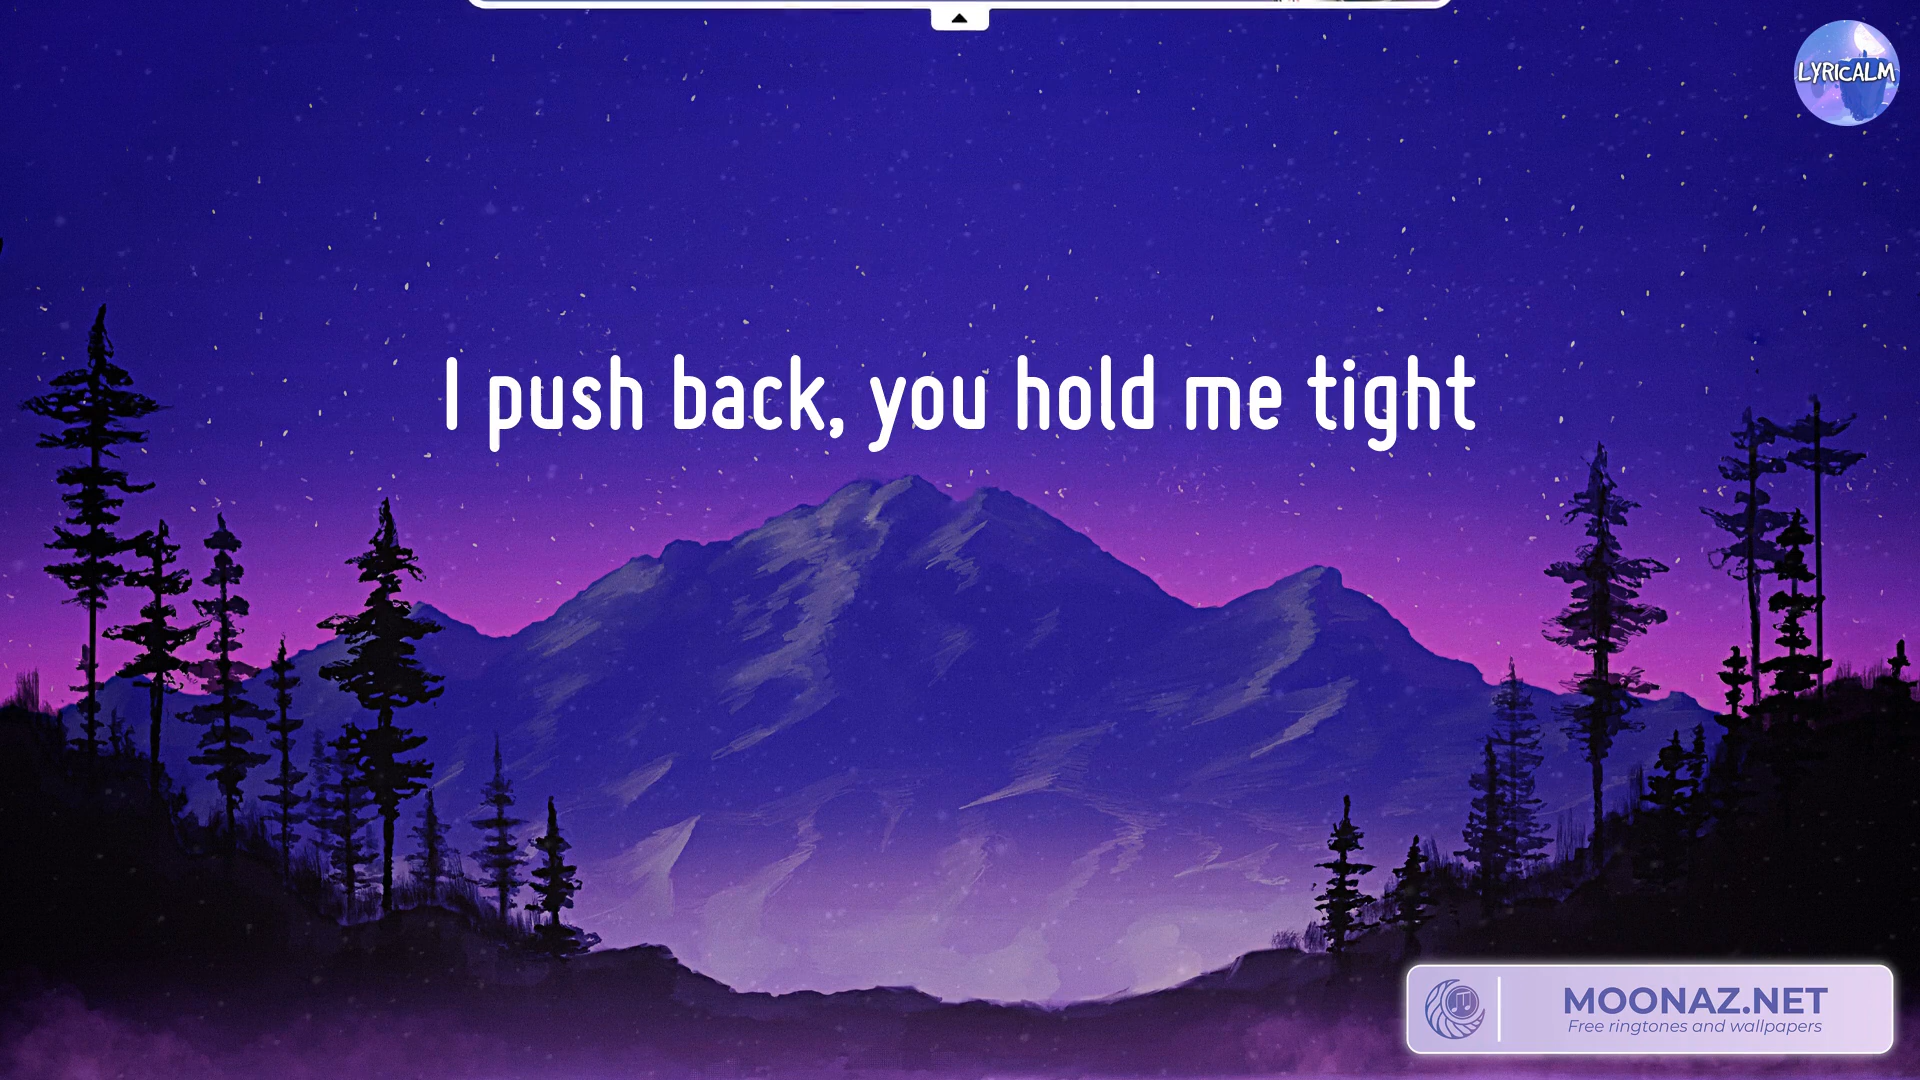 LYRICALM
I push back, you hold me tight
MOONAZ.NET
Free ringtones and wallpapers